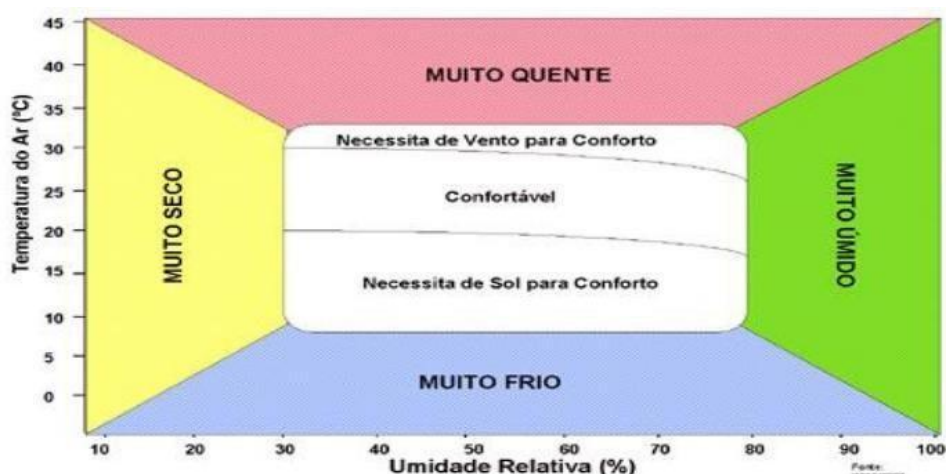 45
40
35
30
25
20
15
10
5
0
Temperatura do Ar (ºC)
MUITO QUENTE
Necessita de Vento para Conforto
Confortável
Necessita de Sol para Conforto
MUITO SECO
MUITO ÚMIDO
MUITO FRIO
10 20 30 40 50 60 70 80 90 100
Umidade Relativa (%)
Fonte: